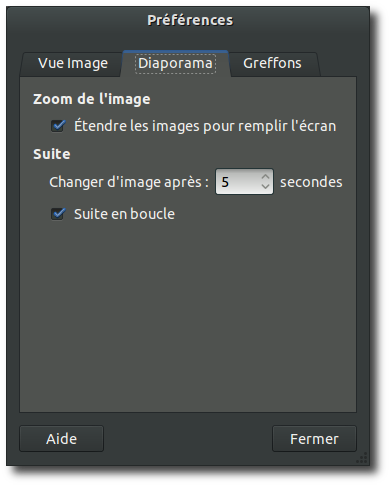 Préférences
Vue Image Diaporama Greffons
Zoom de l'image
Étendre les images pour remplir l'écran
Suite
Changer d'image après : 5 secondes
Suite en boucle
Aide Fermer